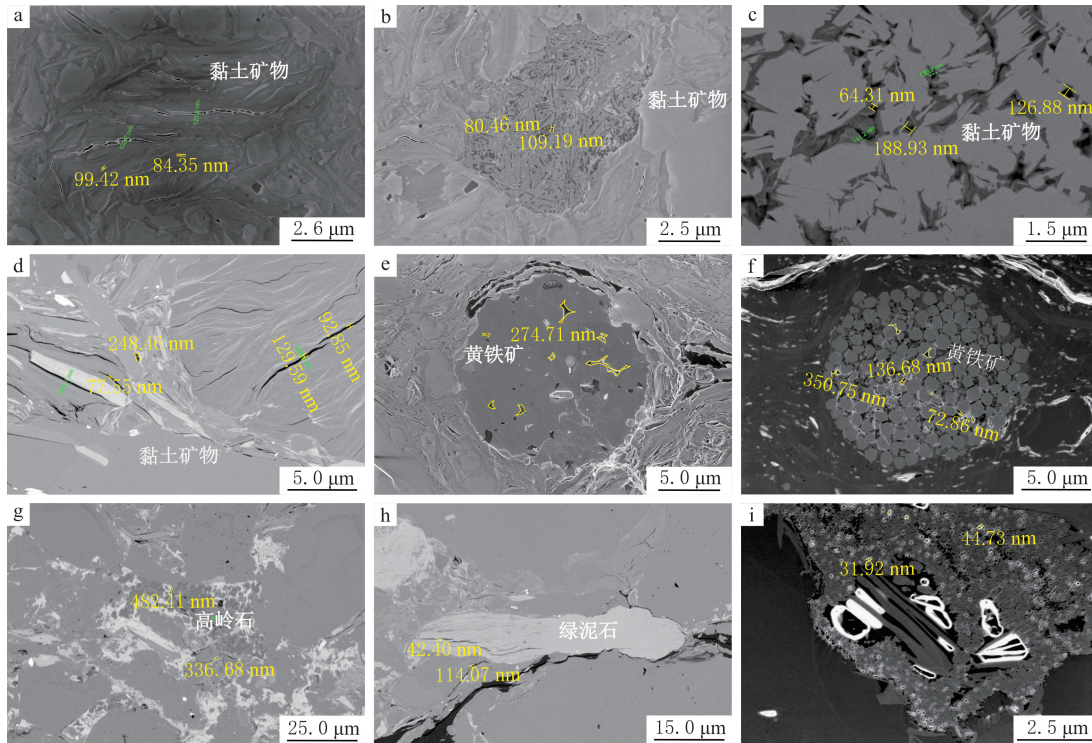 a
黏土矿物
99.42 nm
84.35 nm
2.6 μm
b
黏土矿物
80.46 nm
109.19 nm
2.5 μm
c
64.31 nm
126.88 nm
黏土矿物
188.93 nm
1.5 μm
d
248.46 nm
77.55 nm
129.59 nm
92.85 nm
黏土矿物
5.0 μm
e
274.71 nm
黄铁矿
5.0 μm
f
黄铁矿
136.68 nm
350.75 nm
72.86 nm
5.0 μm
g
482.41 nm
高岭石
336.68 nm
25.0 μm
h
绿泥石
42.40 nm
114.07 nm
15.0 μm
i
44.73 nm
31.92 nm
2.5 μm